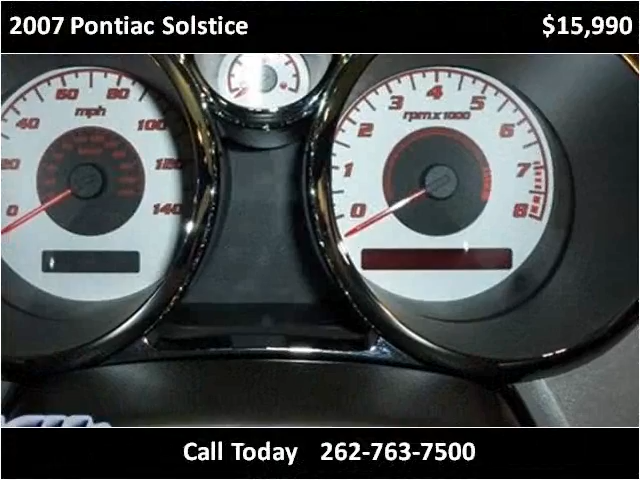 2007 Pontiac Solstice $15,990
60 80
40 mph 100
20 120
0 140
3 4 5
2 rpm x 1000 6
1 7
0 8
Call Today 262-763-7500